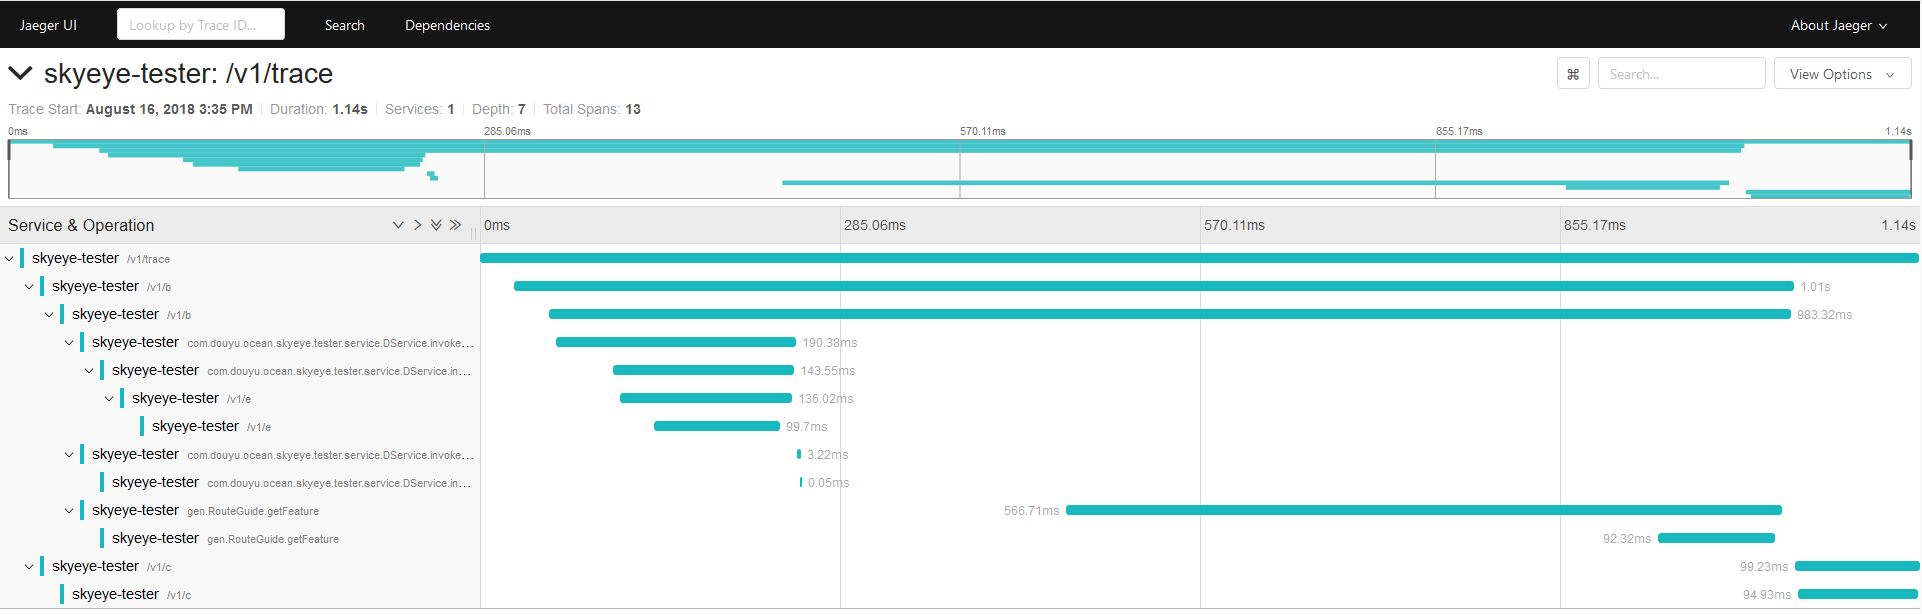 Jaeger UI Lookup by Trace ID... Search Dependencies About Jaeger
skyeye-tester: /v1/trace ⌘ Search... View Options
Trace Start: August 16, 2018 3:35 PM Duration: 1.14s Services: 1 Depth: 7 Total Spans: 13
0ms 285.06ms 570.11ms 855.17ms 1.14s
Service & Operation 0ms 285.06ms 570.11ms 855.17ms 1.14s
skyeye-tester /v1/trace
skyeye-tester /v1/b 1.01s
skyeye-tester /v1/b 983.32ms
skyeye-tester com.douyu.ocean.skyeye.tester.service.DService.invoke... 190.38ms
skyeye-tester com.douyu.ocean.skyeye.tester.service.DService.in... 143.55ms
skyeye-tester /v1/e 136.02ms
skyeye-tester /v1/e 99.7ms
skyeye-tester com.douyu.ocean.skyeye.tester.service.DService.invoke... 3.22ms
skyeye-tester com.douyu.ocean.skyeye.tester.service.DService.in... 0.05ms
skyeye-tester gen.RouteGuide.getFeature 566.71ms
skyeye-tester gen.RouteGuide.getFeature 92.32ms
skyeye-tester /v1/c 99.23ms
skyeye-tester /v1/c 94.93ms